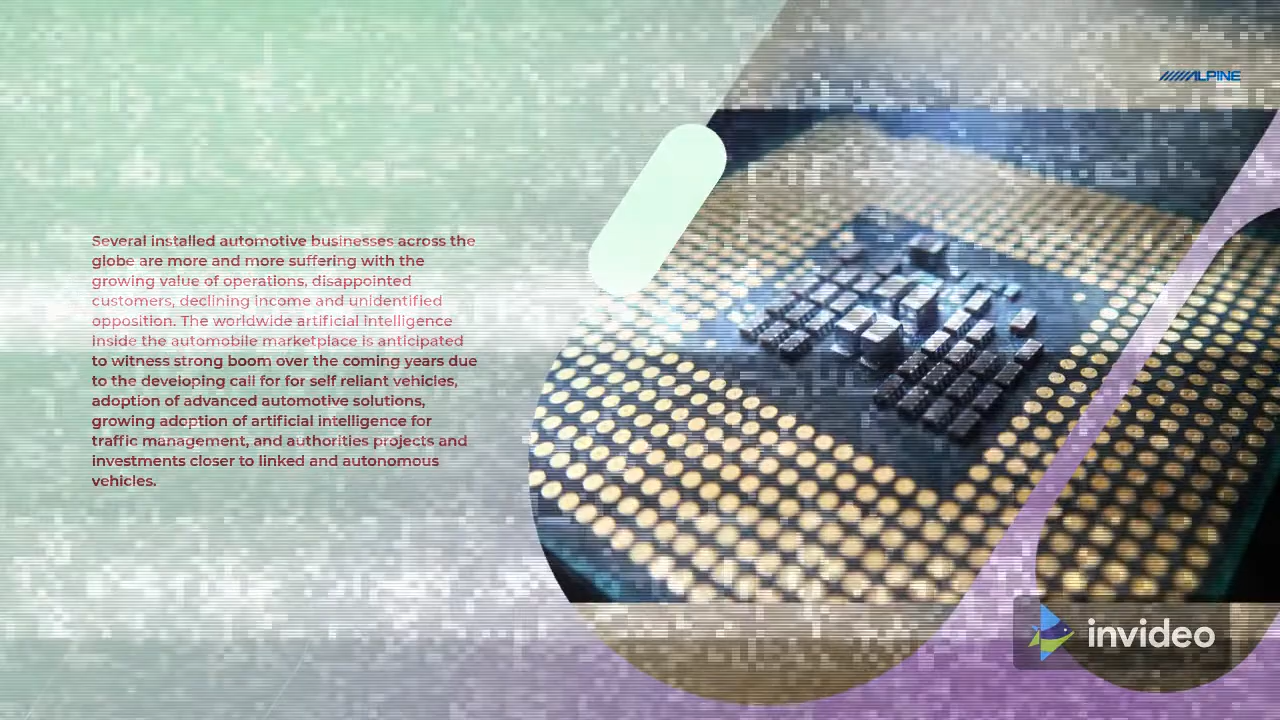 ALPINE
Several installed automotive businesses across the
globe are more and more suffering with the
growing value of operations, disappointed
customers, declining income and unidentified
opposition. The worldwide artificial intelligence
inside the automobile marketplace is anticipated
to witness strong boom over the coming years due
to the developing call for for self reliant vehicles,
adoption of advanced automotive solutions,
growing adoption of artificial intelligence for
traffic management, and authorities projects and
investments closer to linked and autonomous
vehicles.
invideo